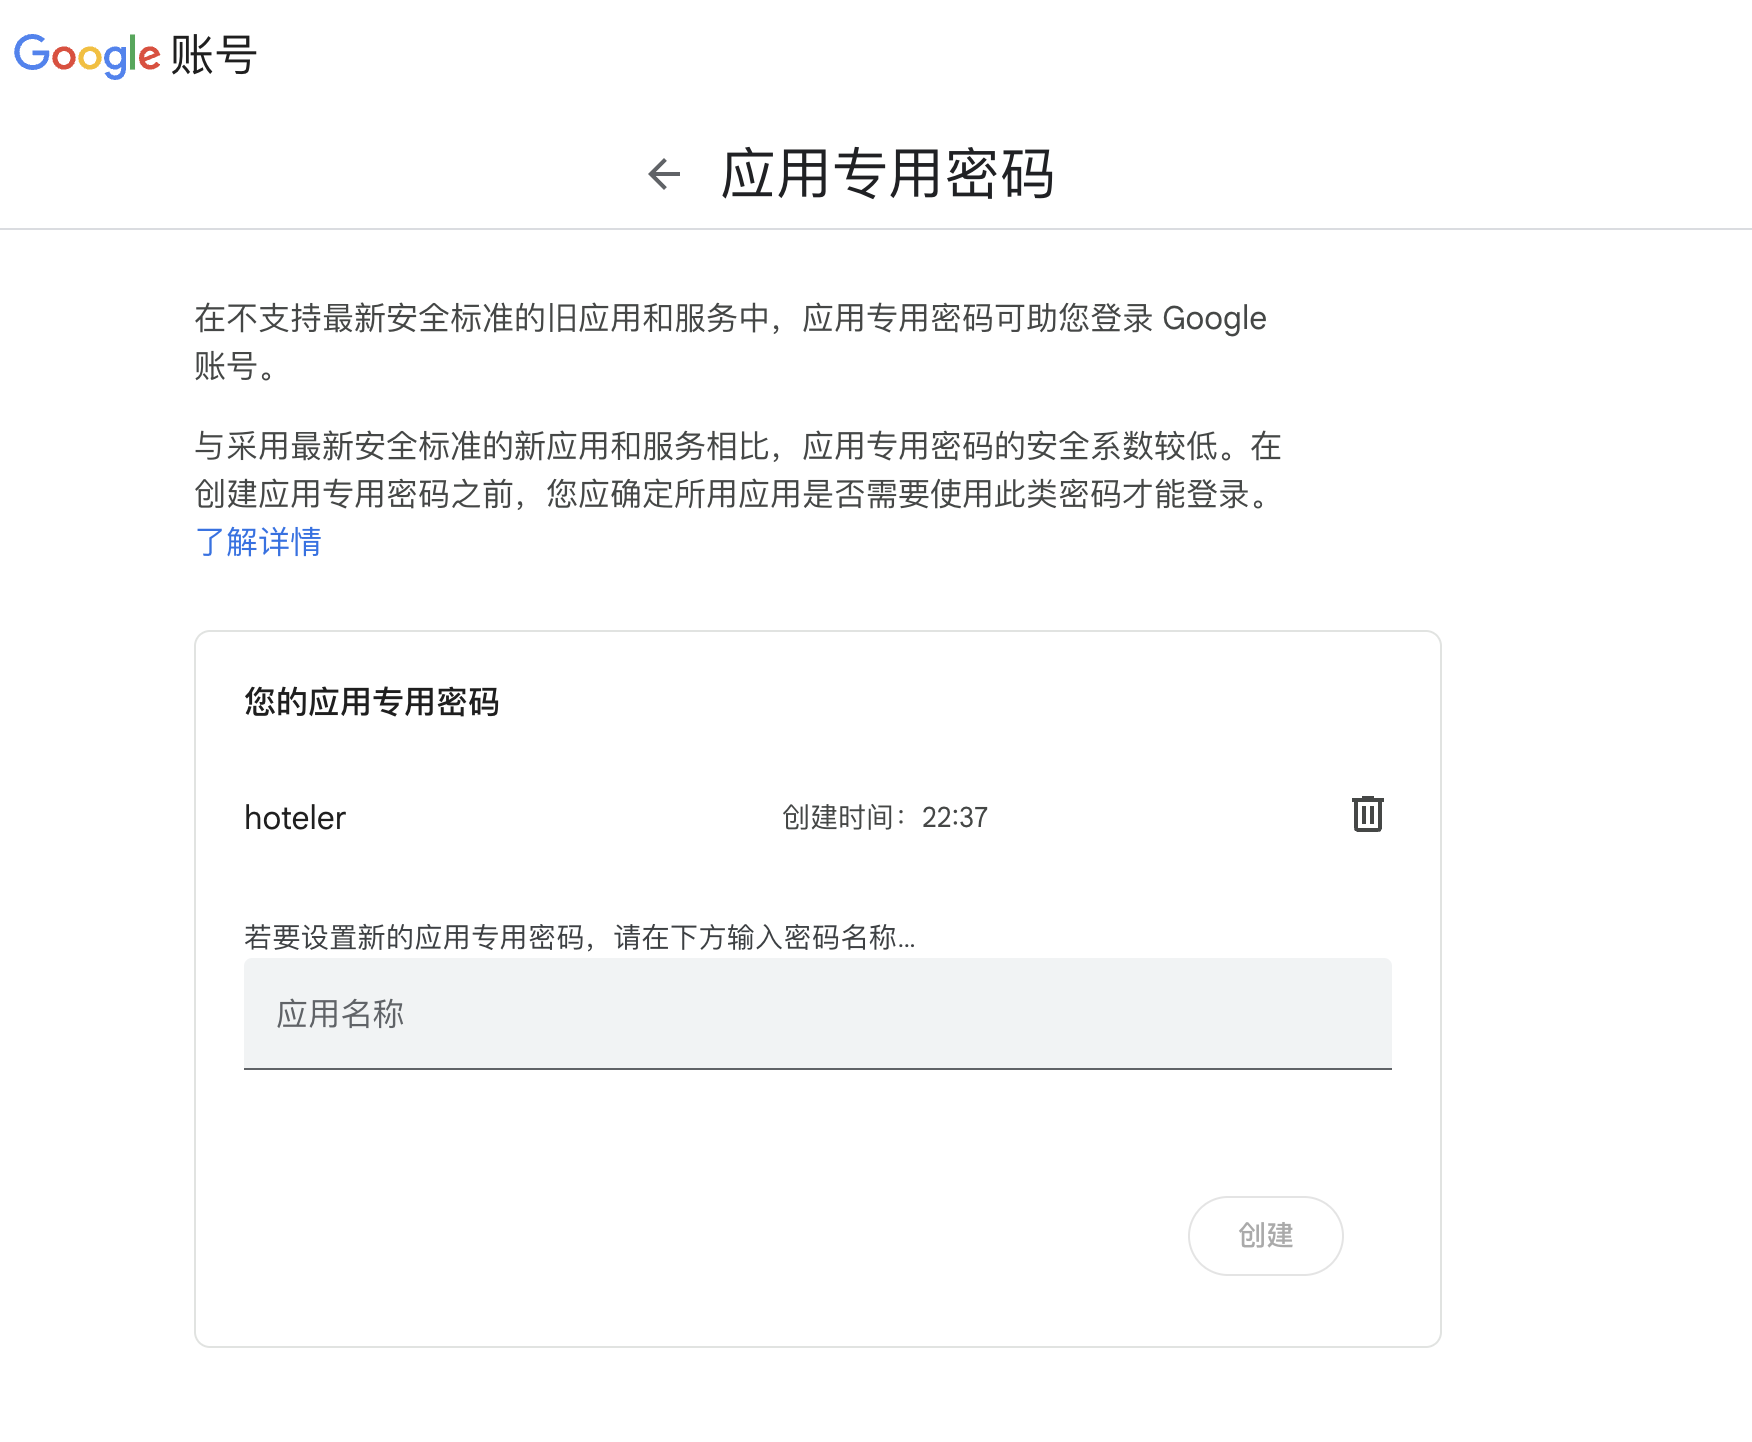 Google 账号
应用专用密码
在不支持最新安全标准的旧应用和服务中，应用专用密码可助您登录 Google
账号。
与采用最新安全标准的新应用和服务相比，应用专用密码的安全系数较低。在
创建应用专用密码之前，您应确定所用应用是否需要使用此类密码才能登录。
了解详情
您的应用专用密码
hoteler 创建时间：22:37
若要设置新的应用专用密码，请在下方输入密码名称...
应用名称
创建